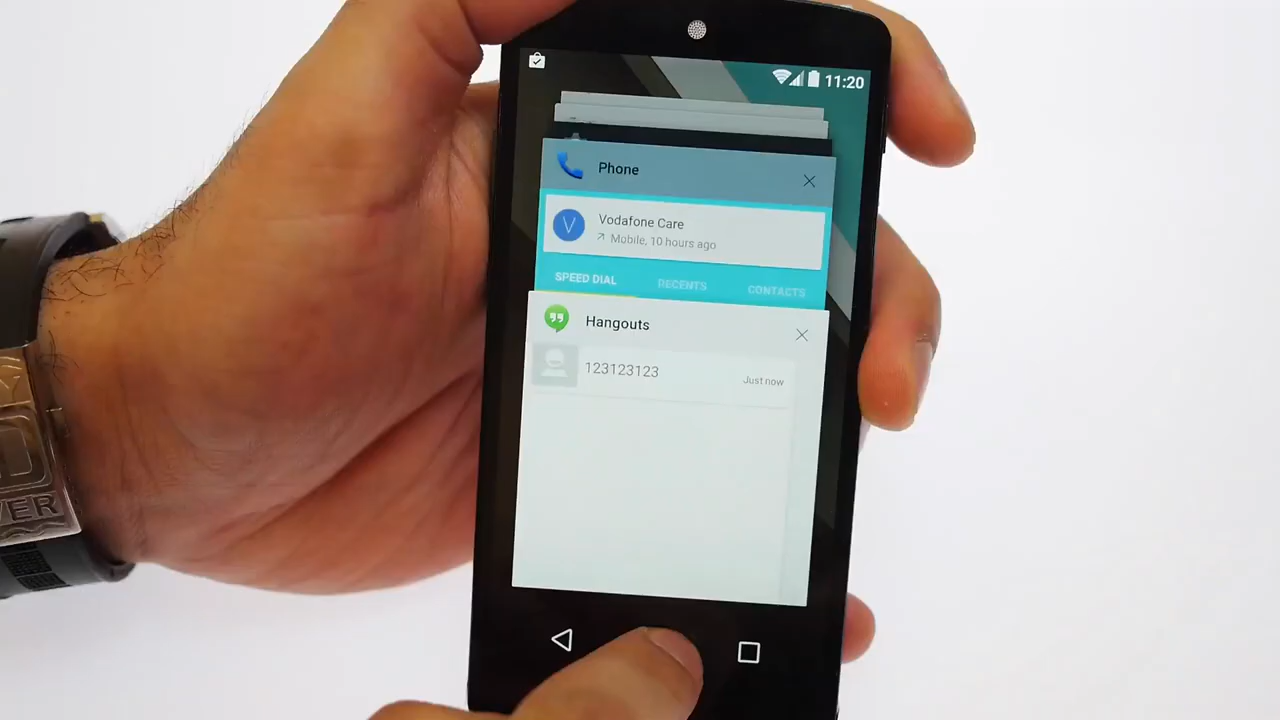 11:20
Phone
V
Vodafone Care
Mobile, 10 hours ago
SPEED DIAL
RECENTS
CONTACTS
Hangouts
123123123
Just now